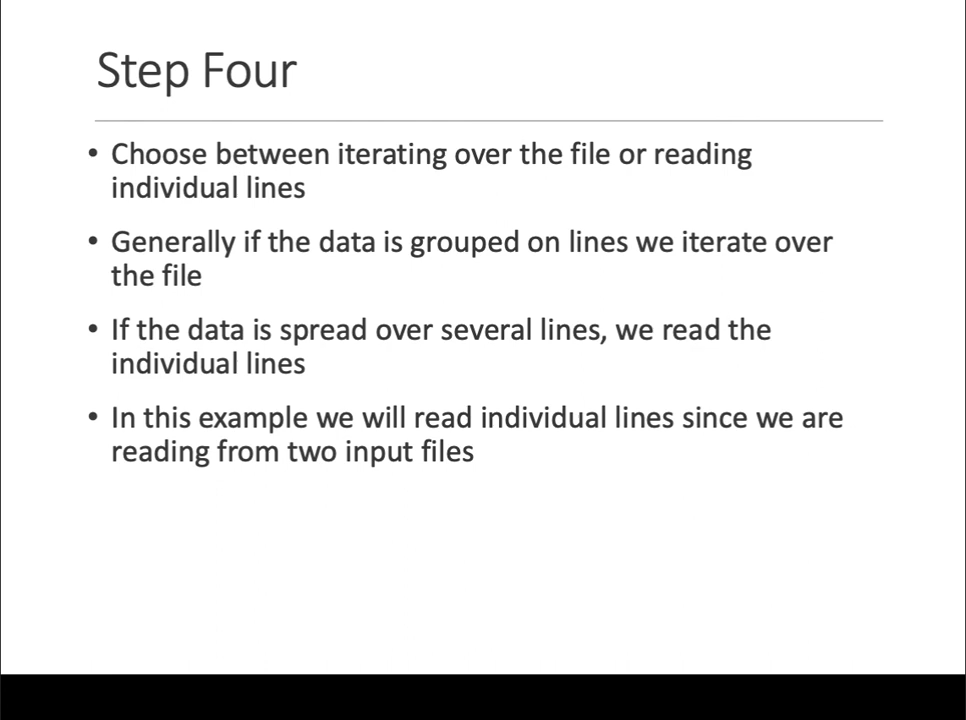 Step Four
• Choose between iterating over the file or reading
individual lines
• Generally if the data is grouped on lines we iterate over
the file
• If the data is spread over several lines, we read the
individual lines
• In this example we will read individual lines since we are
reading from two input files